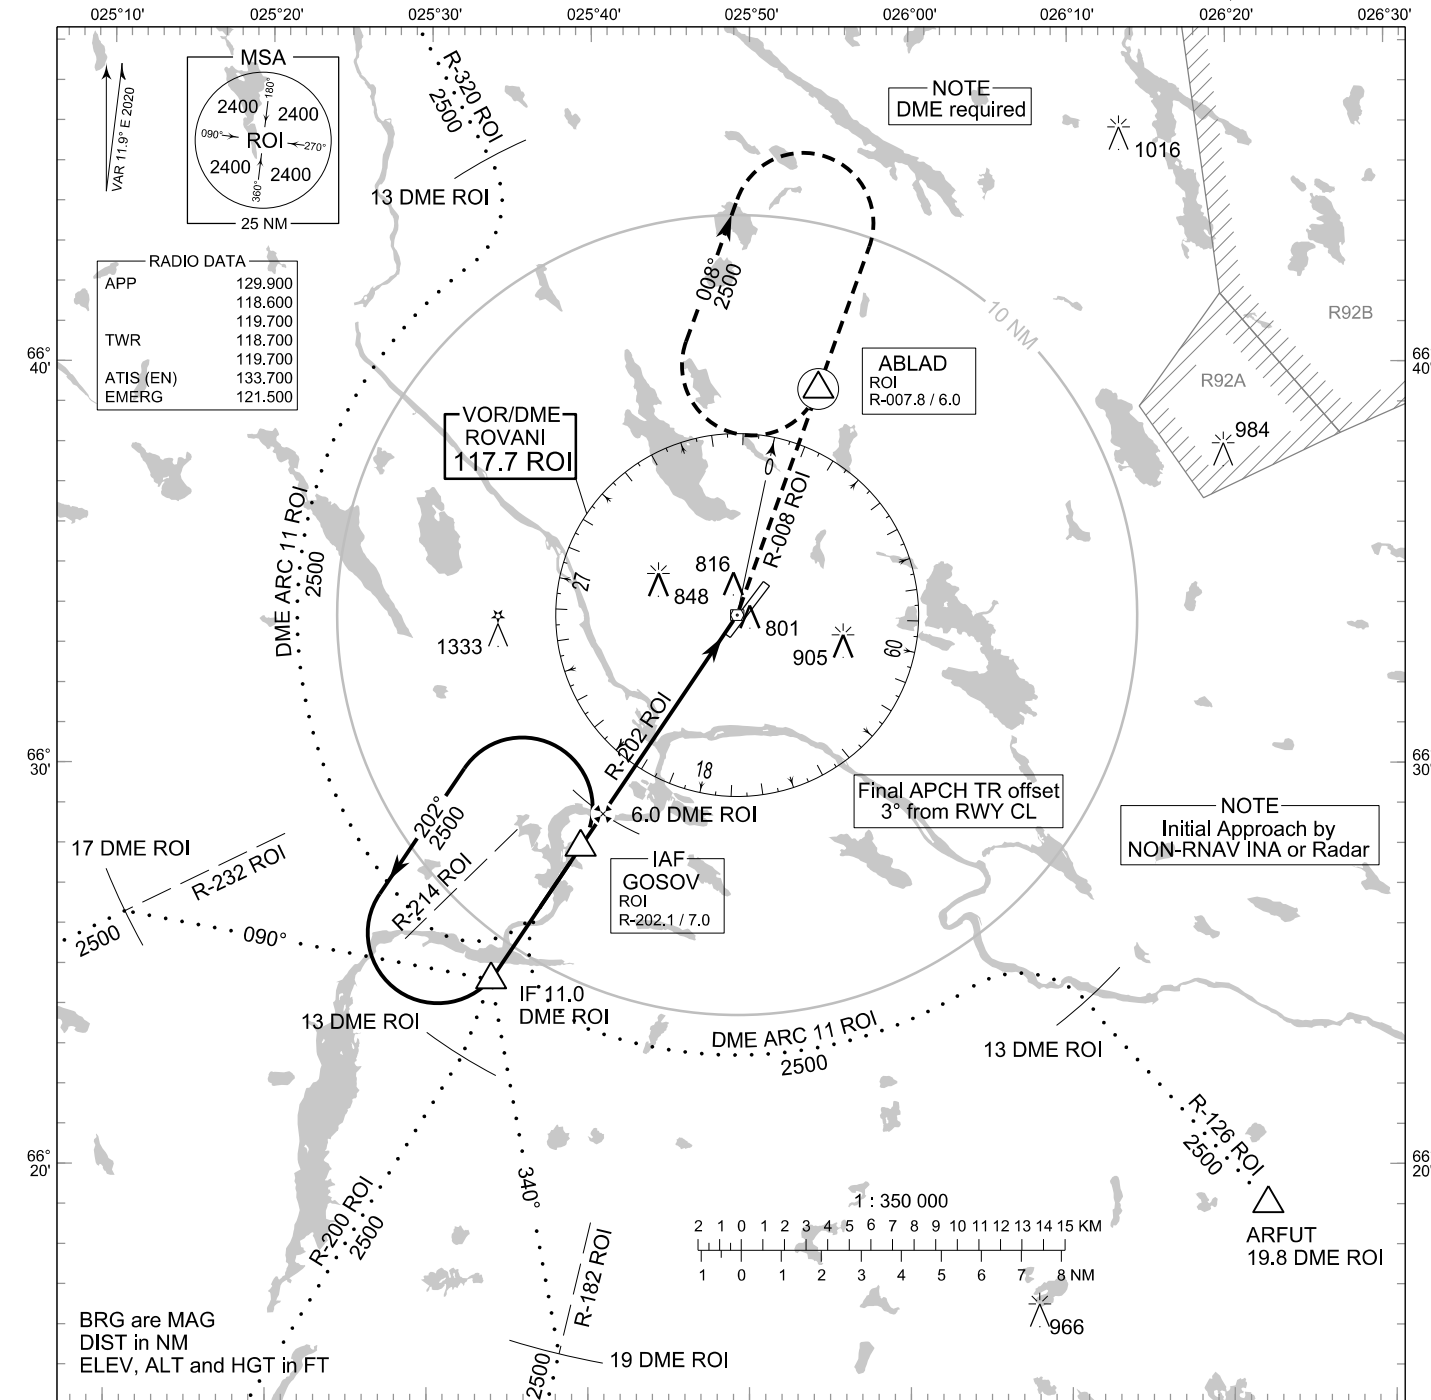 025°10'
025°20'
025°30'
025°40'
025°50'
026°00'
026°10'
026°20'
026°30'
VAR 11.9° E 2020
MSA
2400
2400
2400
2400
180°
090°
270°
360°
ROI
25 NM
R-320 ROI
2500
13 DME ROI
NOTE
DME required
1016
RADIO DATA
APP 129.900
118.600
119.700
TWR 118.700
119.700
ATIS (EN) 133.700
EMERG 121.500
008°
2500
10 NM
R92B
R92A
984
66°
40'
66°
40'
ABLAD
ROI
R-007.8 / 6.0
VOR/DME
ROVANI
117.7 ROI
0
R-008 ROI
DME ARC 11 ROI
2500
27
848
816
801
905
60
1333
R-202 ROI
18
66°
30'
66°
30'
202°
2500
6.0 DME ROI
Final APCH TR offset
3° from RWY CL
NOTE
Initial Approach by
NON-RNAV INA or Radar
IAF
GOSOV
ROI
R-202.1 / 7.0
17 DME ROI
R-232 ROI
R-214 ROI
2500
090°
IF 11.0
DME ROI
13 DME ROI
DME ARC 11 ROI
2500
13 DME ROI
R-126 ROI
2500
66°
20'
66°
20'
340°
R-200 ROI
2500
ARFUT
19.8 DME ROI
1 : 350 000
2 1 0 1 2 3 4 5 6 7 8 9 10 11 12 13 14 15 KM
1 0 1 2 3 4 5 6 7 8 NM
R-182 ROI
966
19 DME ROI
2500
BRG are MAG
DIST in NM
ELEV, ALT and HGT in FT